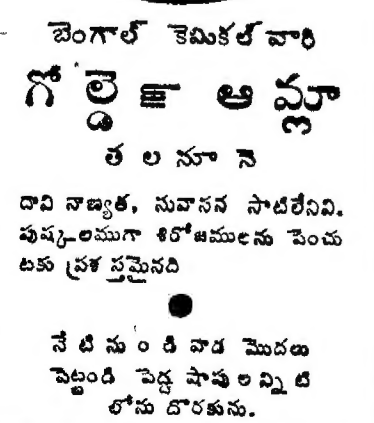 బెంగాల్ కెమికల్ వారి
గోల్డెన్ ఆమ్లా
తలనూనె
దాని నాణ్యత, సువాసన సాటిలేనివి.
పుష్కలముగా శిరోజములను పెంచు
టకు ప్రశస్తమైనది
నేటినుండి వాడ మొదలు
పెట్టండి పెద్ద షాపులన్నిటి
లోను దొరకును.